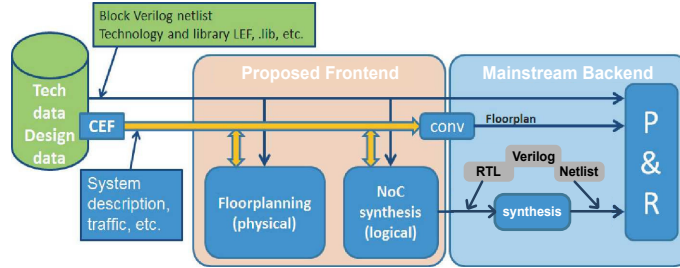 Block Verilog netlist
Technology and library LEF, .lib, etc.
Proposed Frontend
Mainstream Backend
Tech
data
Design
data
CEF
conv
Floorplan
P
&
R
System
description,
traffic, etc.
Floorplanning
(physical)
NoC
synthesis
(logical)
Verilog
RTL
Netlist
synthesis